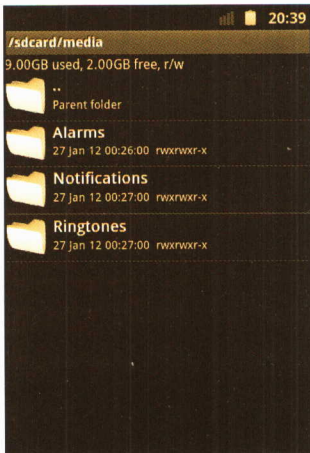 20:39
/sdcard/media
9.00GB used, 2.00GB free, r/w
..
Parent folder
Alarms
27 Jan 12 00:26:00 rwxrwxr-x
Notifications
27 Jan 12 00:27:00 rwxrwxr-x
Ringtones
27 Jan 12 00:27:00 rwxrwxr-x